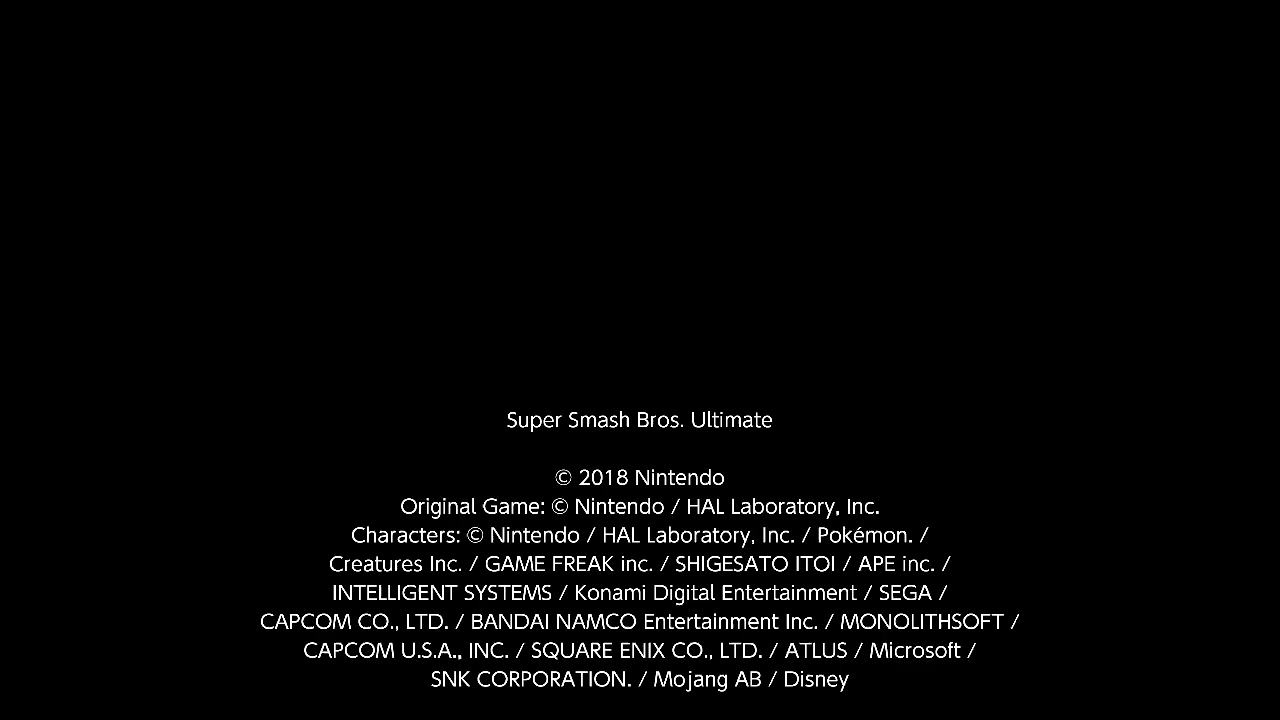 Super Smash Bros. Ultimate
© 2018 Nintendo
Original Game: © Nintendo / HAL Laboratory, Inc.
Characters: © Nintendo / HAL Laboratory, Inc. / Pokémon. /
Creatures Inc. / GAME FREAK inc. / SHIGESATO ITOI / APE inc. /
INTELLIGENT SYSTEMS / Konami Digital Entertainment / SEGA /
CAPCOM CO., LTD. / BANDAI NAMCO Entertainment Inc. / MONOLITHSOFT /
CAPCOM U.S.A., INC. / SQUARE ENIX CO., LTD. / ATLUS / Microsoft /
SNK CORPORATION. / Mojang AB / Disney